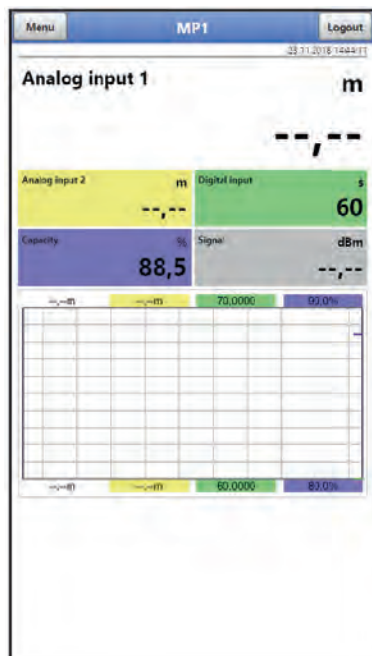 Menu MP1 Logout
23.11.2018 14:44:11
Analog input 1 m
--,--
Analog input 2 m Digital input s
--,-- 60
Capacity % Signal dBm
88,5 --,--
--,--m --,--m 70,0000 90,0%
--,--m --,--m 60,0000 80,0%